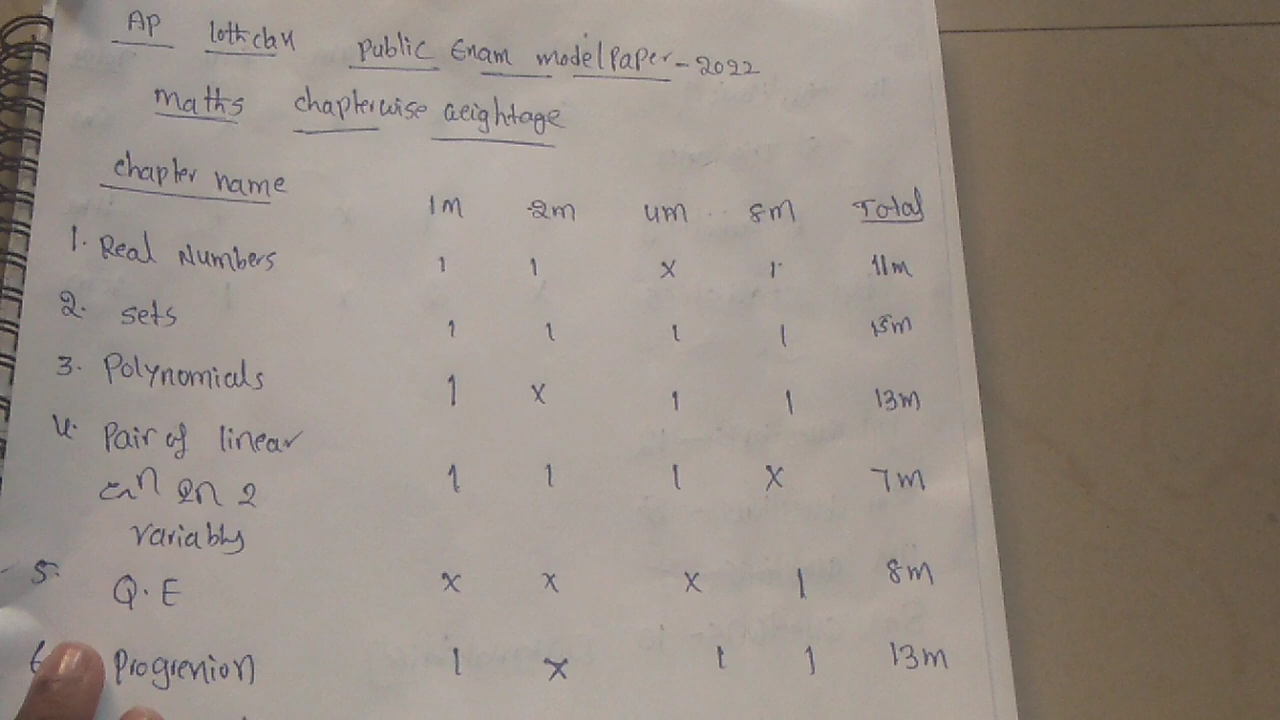 AP 10th class Public Exam model Paper - 2022
Maths chapterwise weightage
chapter name 1M 2m 4m 8m Total
1. Real Numbers 1 1 x 1 11m
2. sets 1 1 1 1 15m
3. Polynomials 1 x 1 1 13m
4. Pair of linear
eqn in 2 1 1 1 x 7m
variables
5. Q.E x x x 1 8m
6 Progression 1 x 1 1 13m